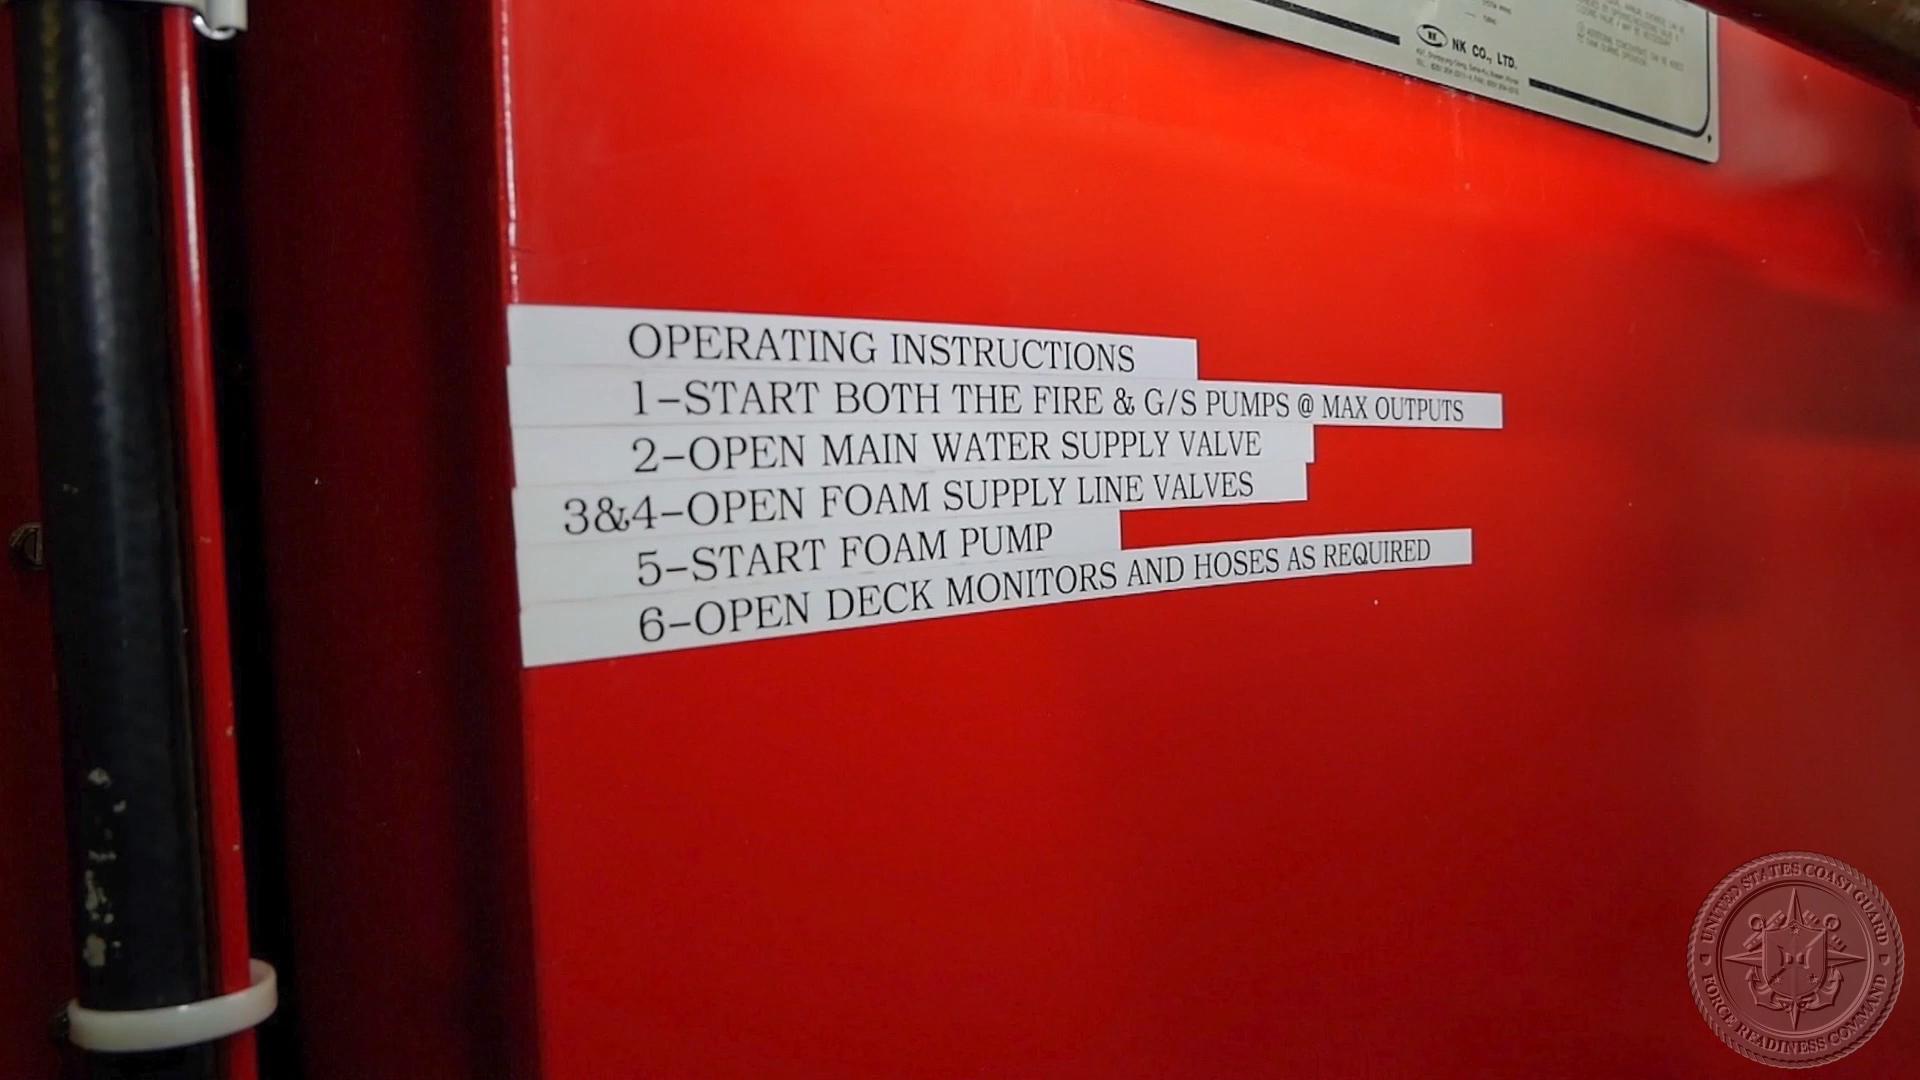 NK CO., LTD.
OPERATING INSTRUCTIONS
1-START BOTH THE FIRE & G/S PUMPS @ MAX OUTPUTS
2-OPEN MAIN WATER SUPPLY VALVE
3&4-OPEN FOAM SUPPLY LINE VALVES
5-START FOAM PUMP
6-OPEN DECK MONITORS AND HOSES AS REQUIRED
UNITED STATES COAST GUARD
FORCE READINESS COMMAND